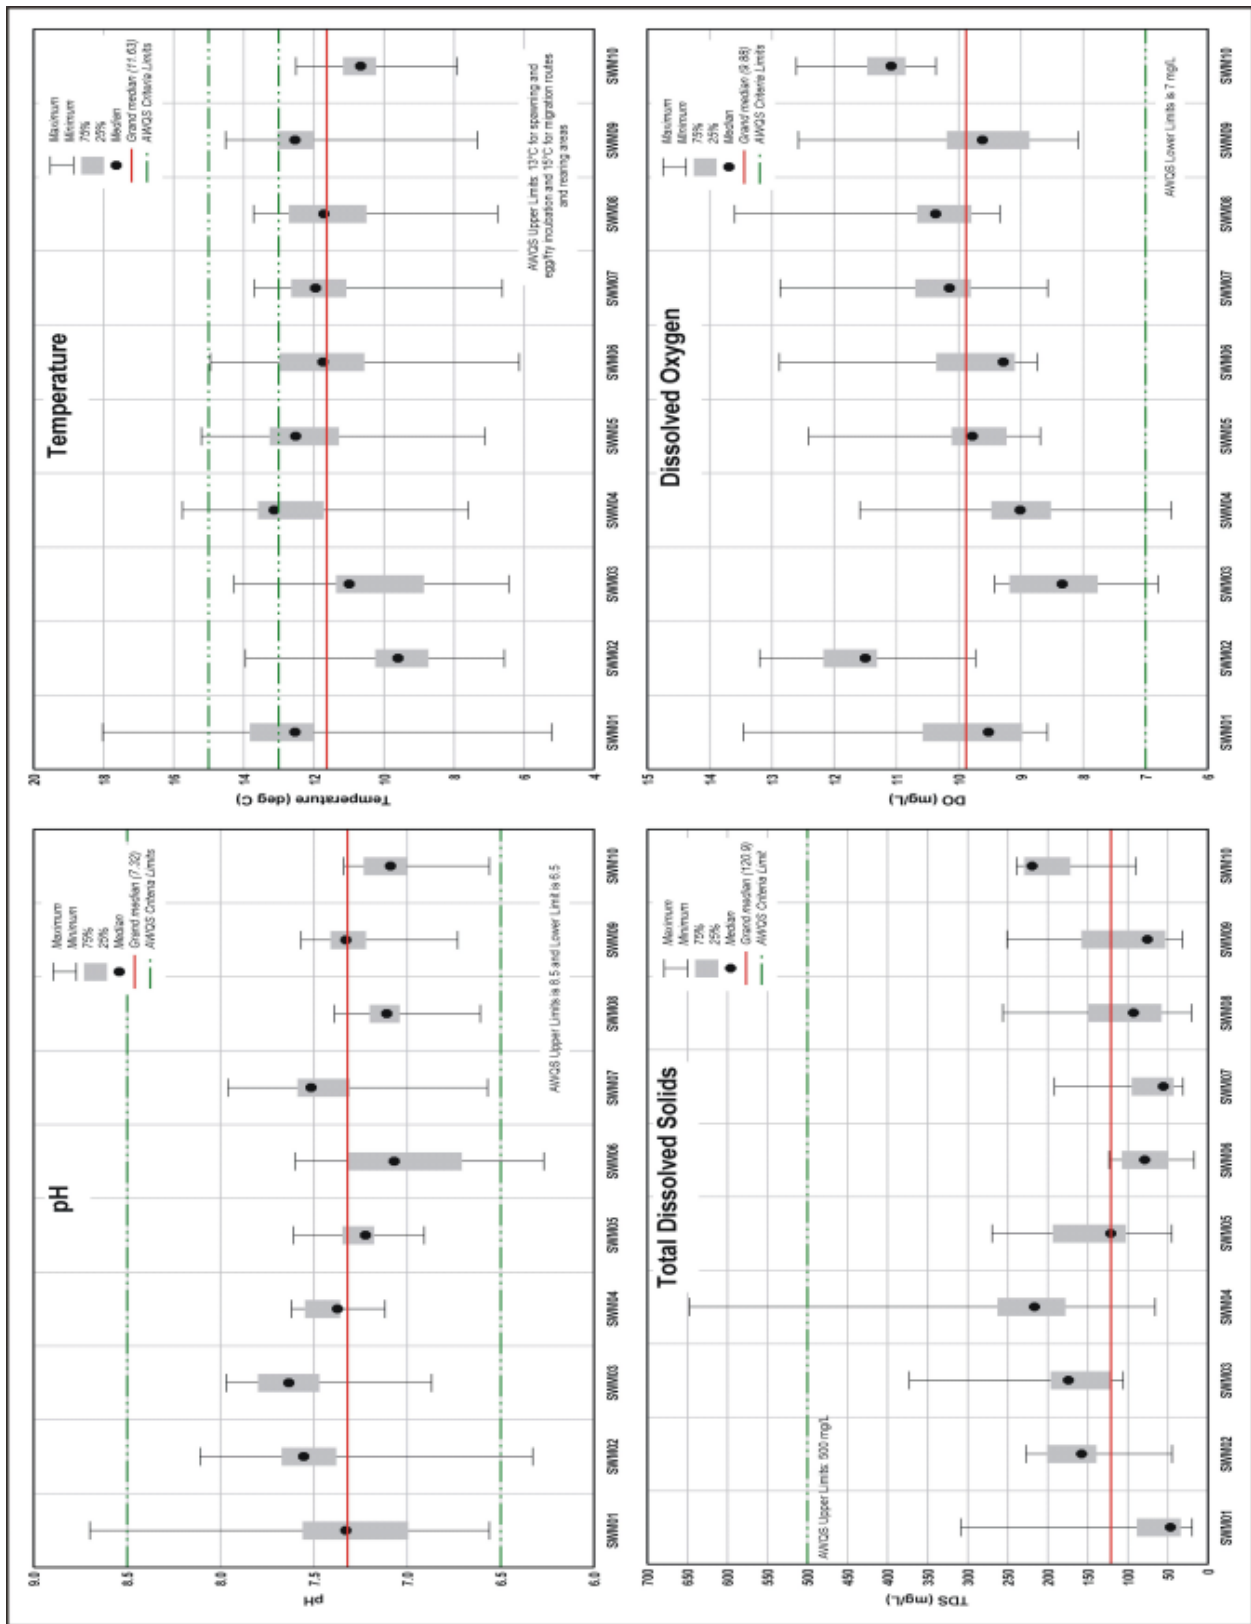 pH
Maximum
Minimum
75%
25%
Median
Grand median (7.32)
AWQS Criteria Limits
AWQS Upper Limits is 8.5 and Lower Limit is 6.5
pH
9.0
8.5
8.0
7.5
7.0
6.5
6.0
SWM01
SWM02
SWM03
SWM04
SWM05
SWM06
SWM07
SWM08
SWM09
SWM10
Temperature
Maximum
Minimum
75%
25%
Median
Grand median (11.63)
AWQS Criteria Limits
AWQS Upper Limits: 13°C for spawning and
egg/fry incubation and 15°C for migration routes
and rearing areas
Temperature (deg C)
20
18
16
14
12
10
8
6
4
SWM01
SWM02
SWM03
SWM04
SWM05
SWM06
SWM07
SWM08
SWM09
SWM10
Total Dissolved Solids
Maximum
Minimum
75%
25%
Median
Grand median (120.9)
AWQS Criteria Limit
AWQS Upper Limits: 500 mg/L
TDS (mg/L)
700
650
600
550
500
450
400
350
300
250
200
150
100
50
0
SWM01
SWM02
SWM03
SWM04
SWM05
SWM06
SWM07
SWM08
SWM09
SWM10
Dissolved Oxygen
Maximum
Minimum
75%
25%
Median
Grand median (9.88)
AWQS Criteria Limits
AWQS Lower Limits is 7 mg/L
DO (mg/L)
15
14
13
12
11
10
9
8
7
6
SWM01
SWM02
SWM03
SWM04
SWM05
SWM06
SWM07
SWM08
SWM09
SWM10